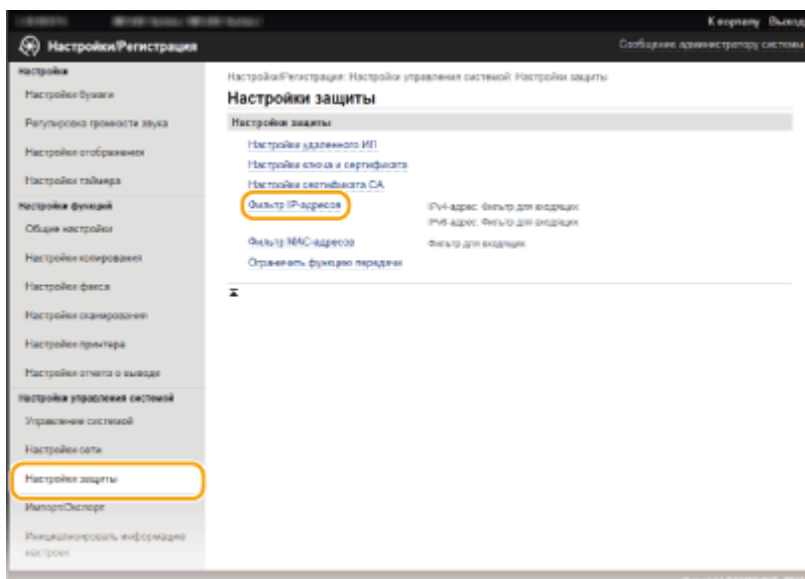 К порталу Выход
Настройки/Регистрация
Сообщение администратору системы
Настройки
Настройки бумаги
Регулировка громкости звука
Настройки отображения
Настройки таймера
Настройки функций
Общие настройки
Настройки копирования
Настройки факса
Настройки сканирования
Настройки принтера
Настройки отчета о выводе
Настройки управления системой
Управление системой
Настройки сети
Настройки защиты
Импорт/Экспорт
Инициализировать информацию
настроек
Настройки/Регистрация: Настройки управления системой: Настройки защиты
Настройки защиты
Настройки защиты
Настройки удаленного ИП
Настройки ключа и сертификата
Настройки сертификата CA
Фильтр IP-адресов
IPv4-адрес: Фильтр для входящих
IPv6-адрес: Фильтр для входящих
Фильтр MAC-адресов
Фильтр для входящих
Ограничить функцию передачи